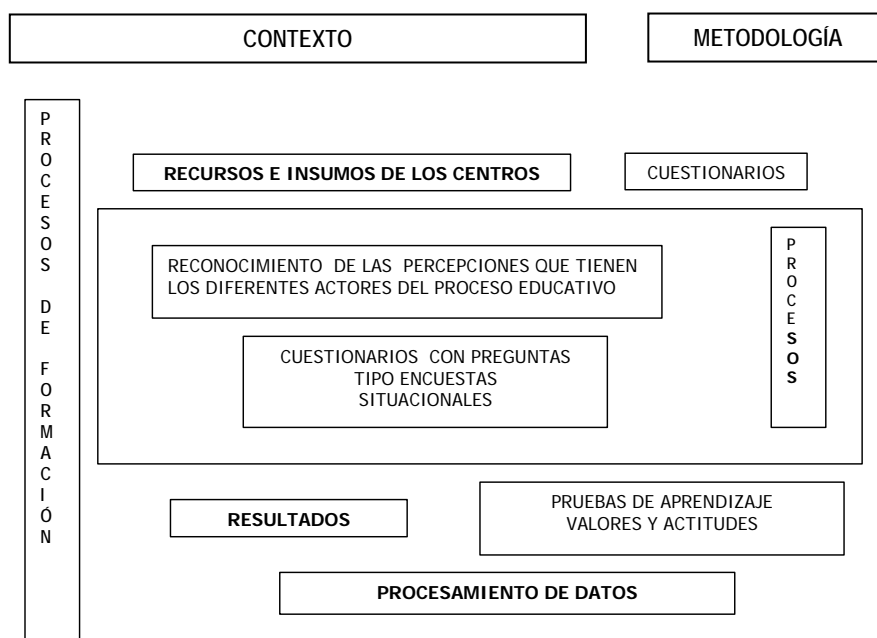 CONTEXTO
METODOLOGÍA
PROCESOS DE FORMACIÓN
RECURSOS E INSUMOS DE LOS CENTROS
CUESTIONARIOS
RECONOCIMIENTO DE LAS PERCEPCIONES QUE TIENEN
LOS DIFERENTES ACTORES DEL PROCESO EDUCATIVO
PROCESOS
CUESTIONARIOS CON PREGUNTAS
TIPO ENCUESTAS
SITUACIONALES
RESULTADOS
PRUEBAS DE APRENDIZAJE
VALORES Y ACTITUDES
PROCESAMIENTO DE DATOS